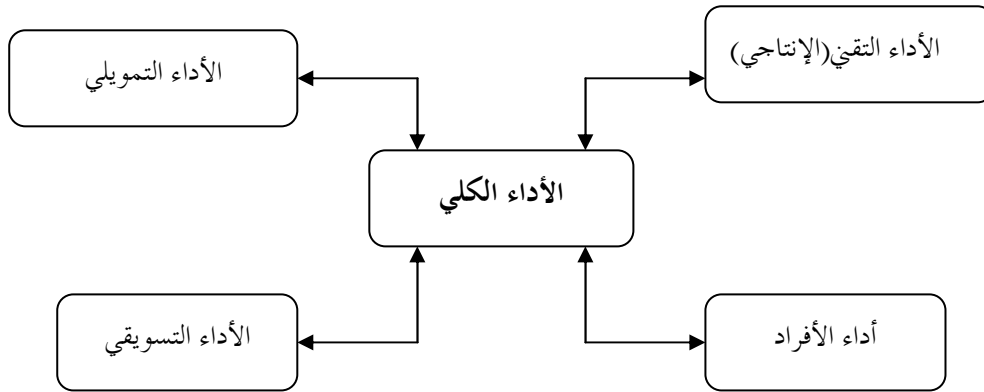 الأداء التقني(الإنتاجي)
الأداء التمويلي
الأداء الكلي
أداء الأفراد
الأداء التسويقي